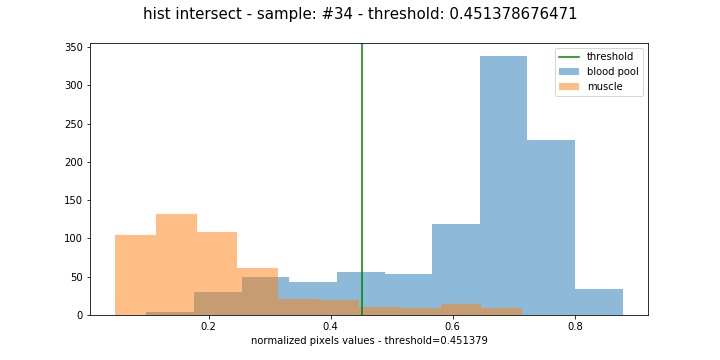 hist intersect - sample: #34 - threshold: 0.451378676471
350
300
250
200
150
100
50
0
0.2
0.4
0.6
0.8
threshold
blood pool
muscle
normalized pixels values - threshold=0.451379